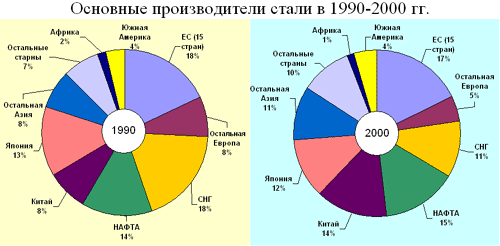 Основные производители стали в 1990-2000 гг.
Южная
Америка
4%
Африка
2%
Остальные
старны
7%
ЕС (15
стран)
18%
Остальная
Азия
8%
Остальная
Европа
8%
1990
Япония
13%
Китай
8%
НАФТА
14%
СНГ
18%
Южная
Америка
4%
Африка
1%
Остальные
страны
10%
ЕС (15
стран)
17%
Остальная
Азия
11%
Остальная
Европа
5%
2000
Япония
12%
Китай
14%
НАФТА
15%
СНГ
11%